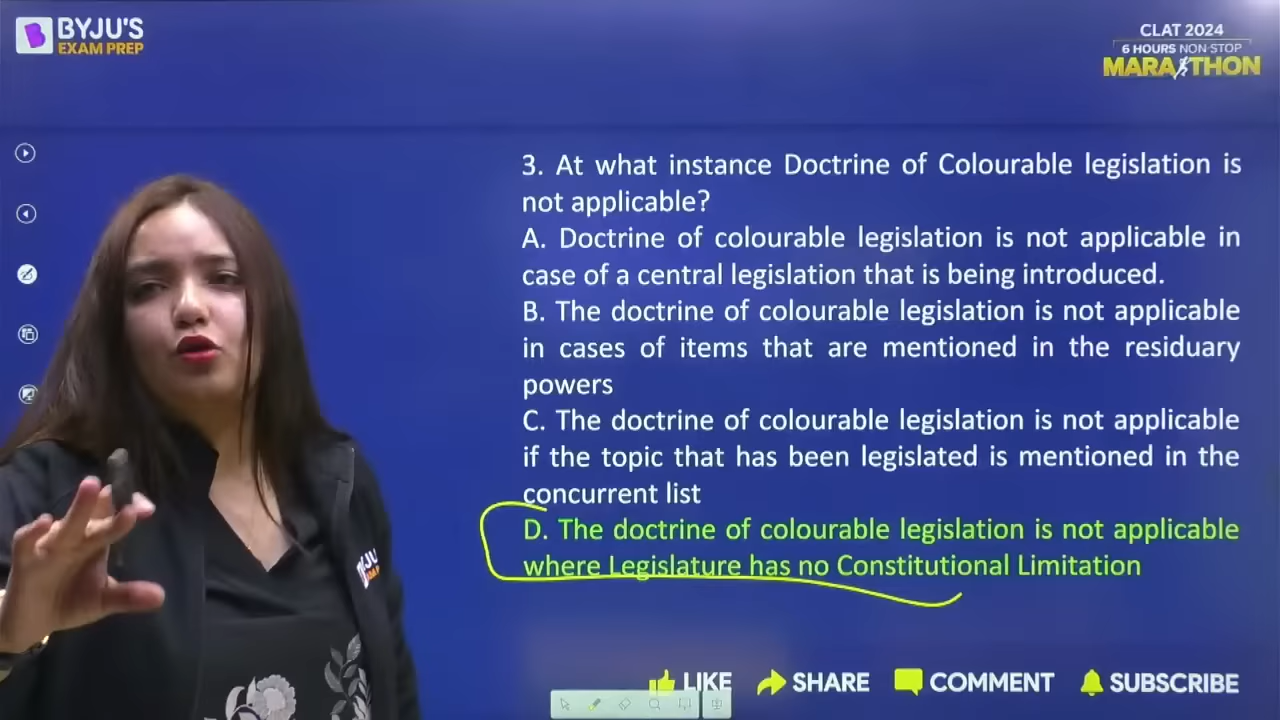 BYJU'S
EXAM PREP
CLAT 2024
6 HOURS NON-STOP
MARATHON
3. At what instance Doctrine of Colourable legislation is
not applicable?
A. Doctrine of colourable legislation is not applicable in
case of a central legislation that is being introduced.
B. The doctrine of colourable legislation is not applicable
in cases of items that are mentioned in the residuary
powers
C. The doctrine of colourable legislation is not applicable
if the topic that has been legislated is mentioned in the
concurrent list
D. The doctrine of colourable legislation is not applicable
where Legislature has no Constitutional Limitation
BYJU
LIKE SHARE COMMENT SUBSCRIBE